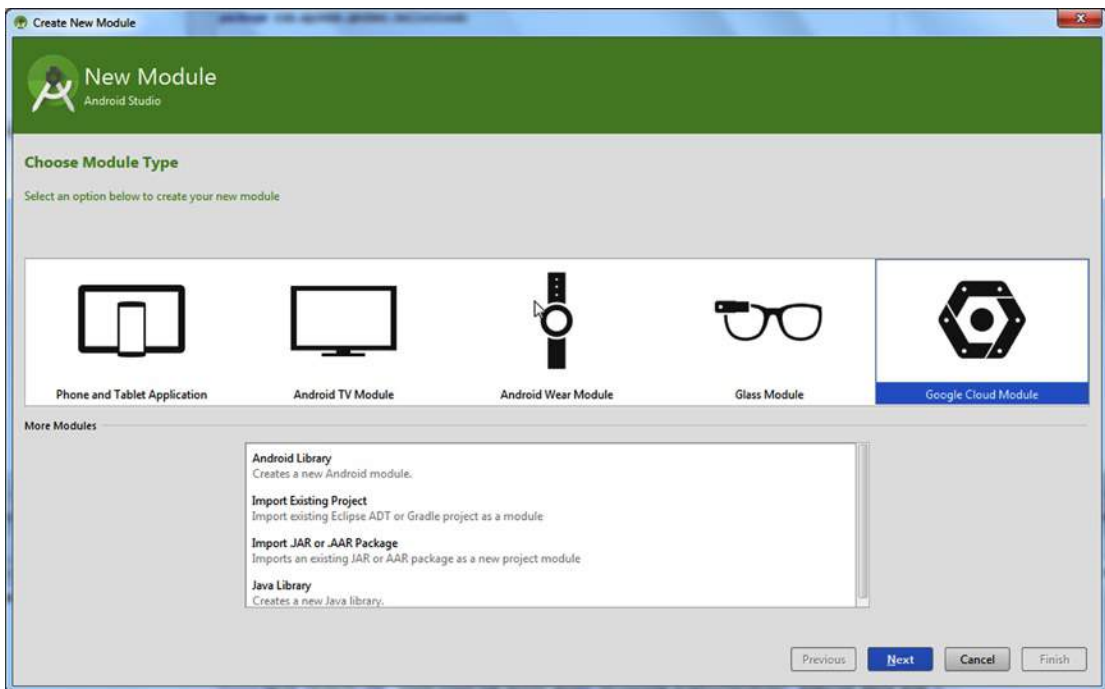 Create New Module
New Module
Android Studio
Choose Module Type
Select an option below to create your new module
Phone and Tablet Application
Android TV Module
Android Wear Module
Glass Module
Google Cloud Module
More Modules
Android Library
Creates a new Android module.
Import Existing Project
Import existing Eclipse ADT or Gradle project as a module
Import .JAR or .AAR Package
Imports an existing JAR or AAR package as a new project module
Java Library
Creates a new Java library.
Previous
Next
Cancel
Finish